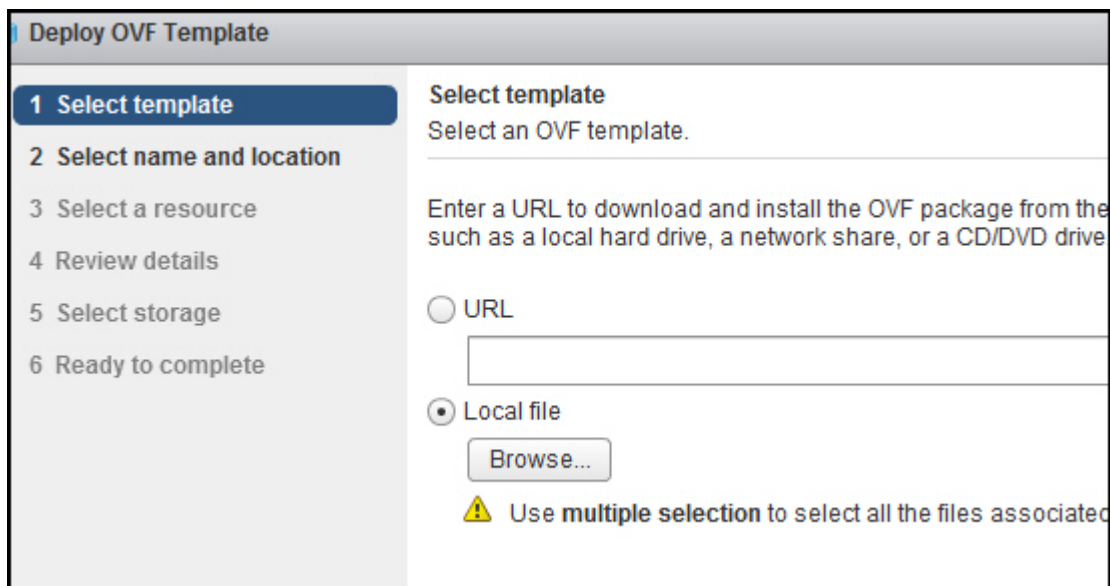 Deploy OVF Template
1 Select template
2 Select name and location
3 Select a resource
4 Review details
5 Select storage
6 Ready to complete
Select template
Select an OVF template.
Enter a URL to download and install the OVF package from the
such as a local hard drive, a network share, or a CD/DVD drive
URL
Local file
Browse...
Use multiple selection to select all the files associated